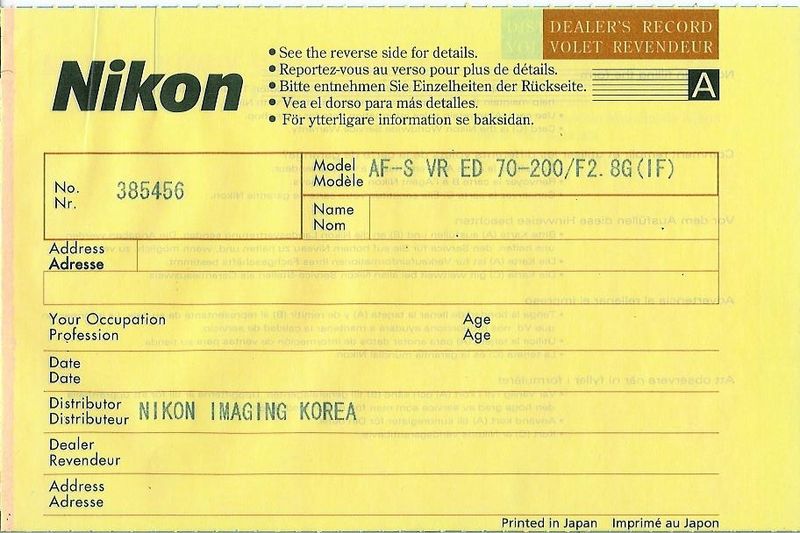 DEALER'S RECORD
VOLET REVENDEUR
Nikon
• See the reverse side for details.
• Reportez-vous au verso pour plus de détails.
• Bitte entnehmen Sie Einzelheiten der Rückseite.
• Vea el dorso para más detalles.
• För ytterligare information se baksidan.
A
No.
Nr.
385456
Model
Modèle
AF-S VR ED 70-200/F2.8G(IF)
Name
Nom
Address
Adresse
Your Occupation
Profession
Age
Age
Date
Date
Distributor
Distributeur
NIKON IMAGING KOREA
Dealer
Revendeur
Address
Adresse
Printed in Japan Imprimé au Japon